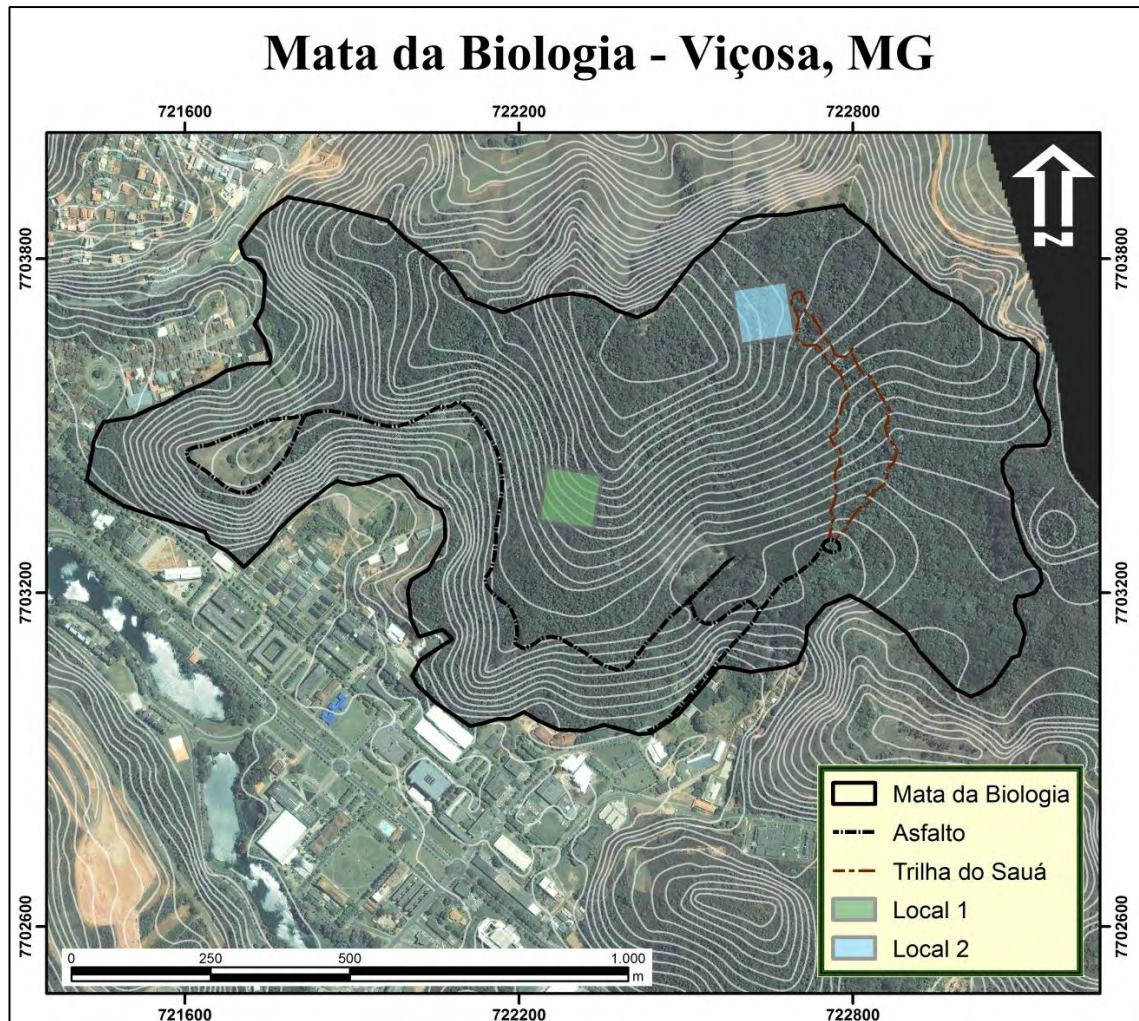 Mata da Biologia - Viçosa, MG
721600 722200 722800
7703800 7703800
7703200 7703200
7702600 7702600
N
Mata da Biologia
Asfalto
Trilha do Sauá
Local 1
Local 2
0 250 500 1.000
m
721600 722200 722800